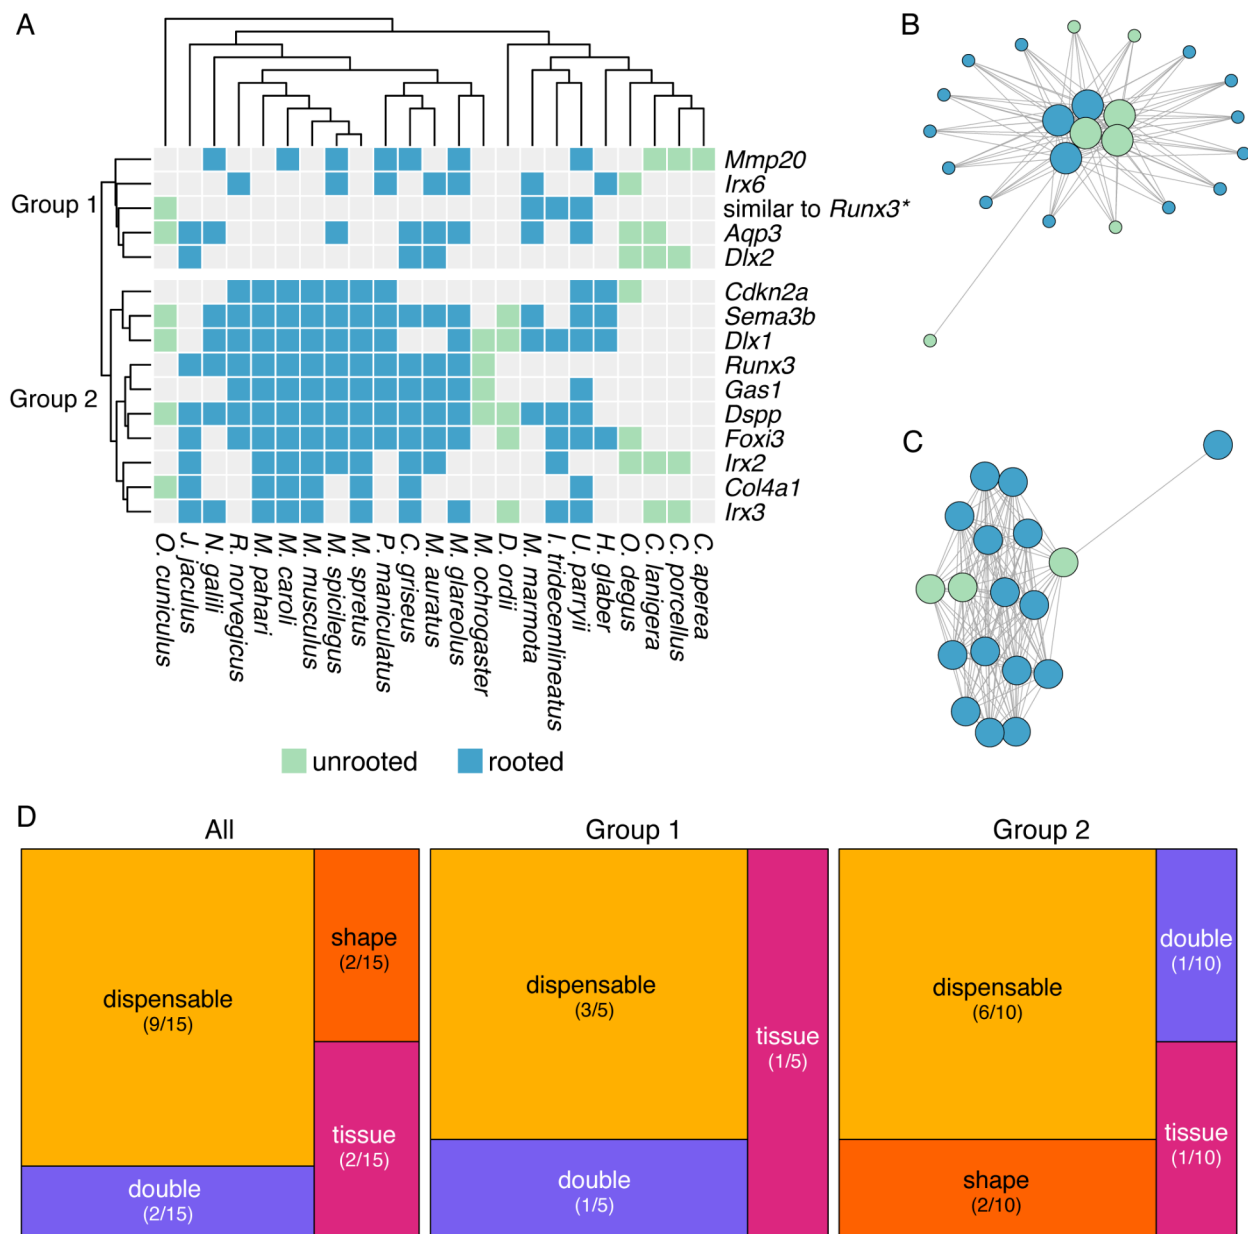 A
B
Group 1
Mmp20
Irx6
similar to Runx3*
Aqp3
Dlx2
Group 2
Cdkn2a
Sema3b
Dlx1
Runx3
Gas1
Dspp
Foxi3
Irx2
Col4a1
Irx3
C
O. cuniculus
J. jaculus
N. galili
R. norvegicus
M. pahari
M. caroli
M. musculus
M. spicilegus
M. spretus
P. maniculatus
C. griseus
M. auratus
M. glareolus
M. ochrogaster
D. ordii
M. marmota
I. tridecemlineatus
U. parryii
H. glaber
O. degus
C. lanigera
C. porcellus
C. aperea
unrooted
rooted
D
All
Group 1
Group 2
dispensable
(9/15)
shape
(2/15)
tissue
(2/15)
double
(2/15)
dispensable
(3/5)
tissue
(1/5)
double
(1/5)
dispensable
(6/10)
double
(1/10)
tissue
(1/10)
shape
(2/10)